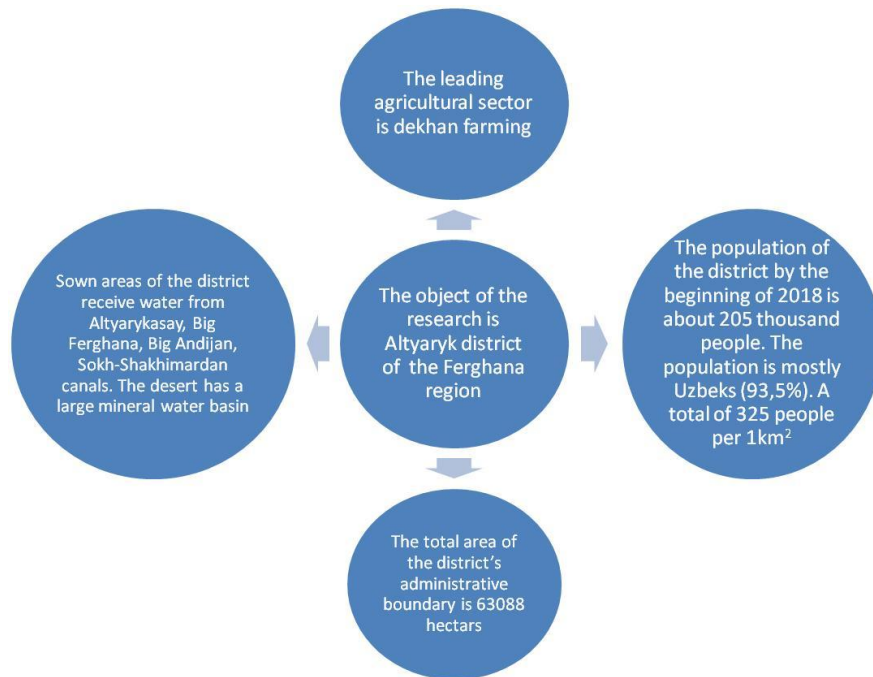 The leading
agricultural sector
is dekhan farming
Sown areas of the district
receive water from
Altyarykasay, Big
Ferghana, Big Andijan,
Sokh-Shakhimardan
canals. The desert has a
large mineral water basin
The object of the
research is
Altyaryk district
of the Ferghana
region
The population of
the district by the
beginning of 2018 is
about 205 thousand
people. The
population is mostly
Uzbeks (93,5%). A
total of 325 people
per 1km²
The total area of
the district’s
administrative
boundary is 63088
hectars